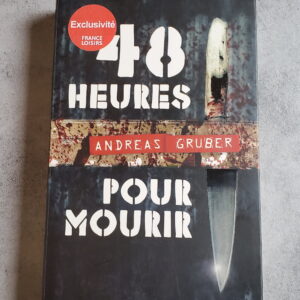 Exclusivité
FRANCE
LOISIRS
48
HEURES
ANDREAS GRUBER
POUR
MOURIR